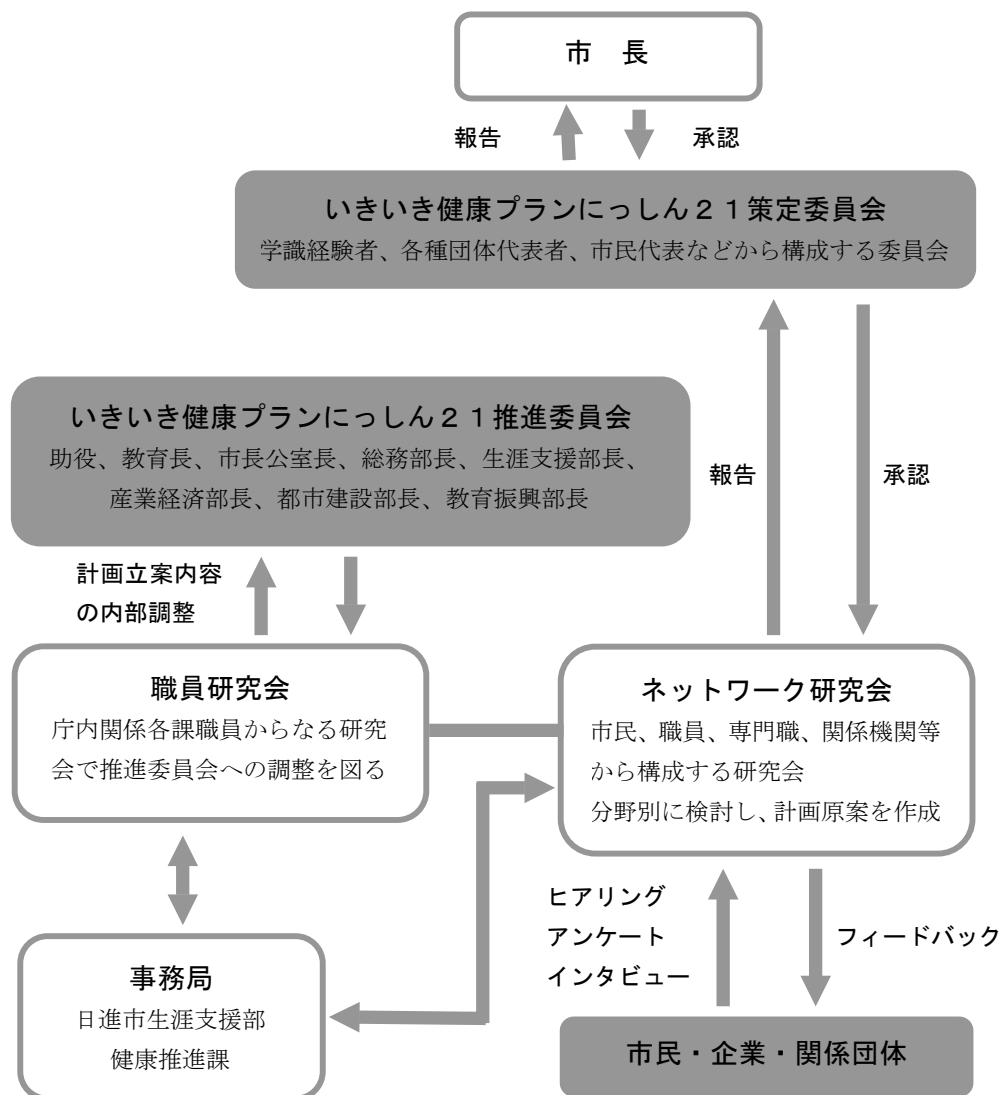 市　長
報告
承認
いきいき健康プランにっしん２１策定委員会
学識経験者、各種団体代表者、市民代表などから構成する委員会
いきいき健康プランにっしん２１推進委員会
助役、教育長、市長公室長、総務部長、生涯支援部長、
産業経済部長、都市建設部長、教育振興部長
報告
承認
計画立案内容
の内部調整
職員研究会
庁内関係各課職員からなる研究
会で推進委員会への調整を図る
ネットワーク研究会
市民、職員、専門職、関係機関等
から構成する研究会
分野別に検討し、計画原案を作成
ヒアリング
アンケート
インタビュー
フィードバック
事務局
日進市生涯支援部
健康推進課
市民・企業・関係団体